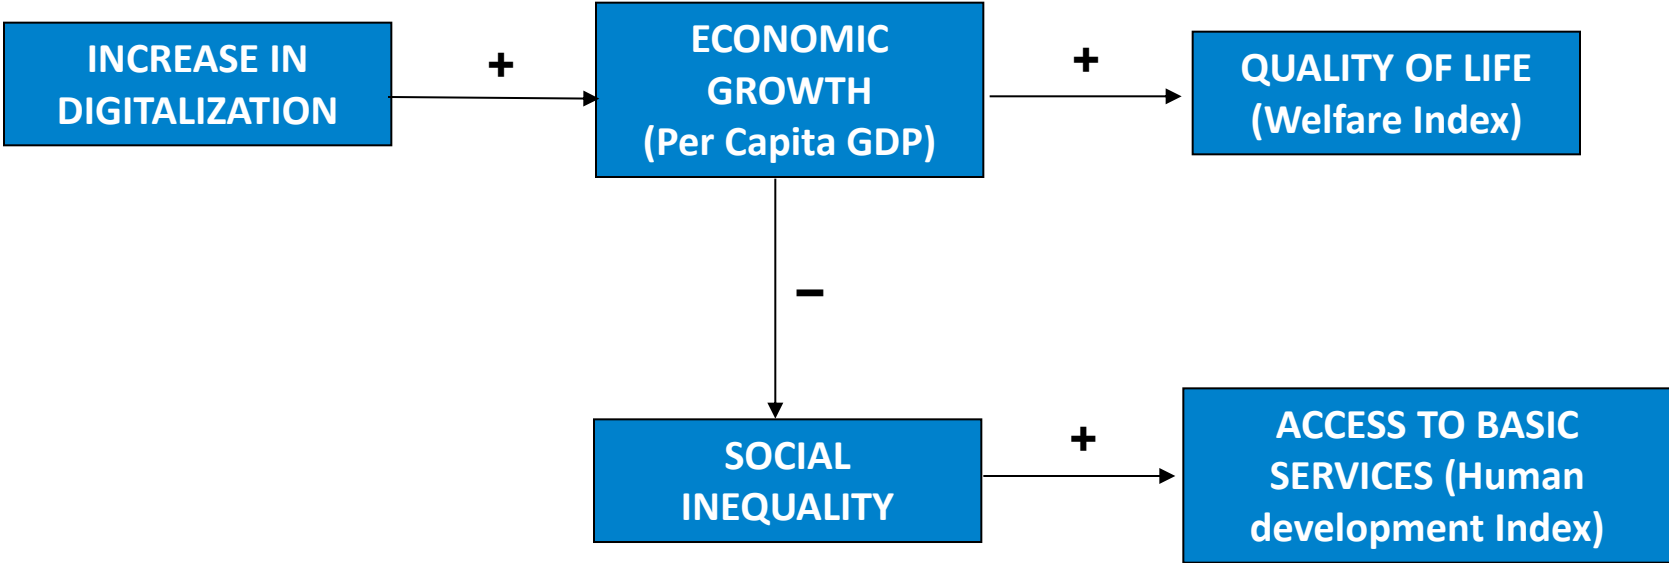 INCREASE IN
DIGITALIZATION
+
ECONOMIC
GROWTH
(Per Capita GDP)
+
QUALITY OF LIFE
(Welfare Index)
–
SOCIAL
INEQUALITY
+
ACCESS TO BASIC
SERVICES (Human
development Index)